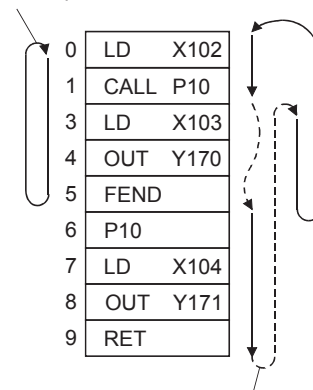 0 LD X102
1 CALL P10
3 LD X103
4 OUT Y170
5 FEND
6 P10
7 LD X104
8 OUT Y171
9 RET